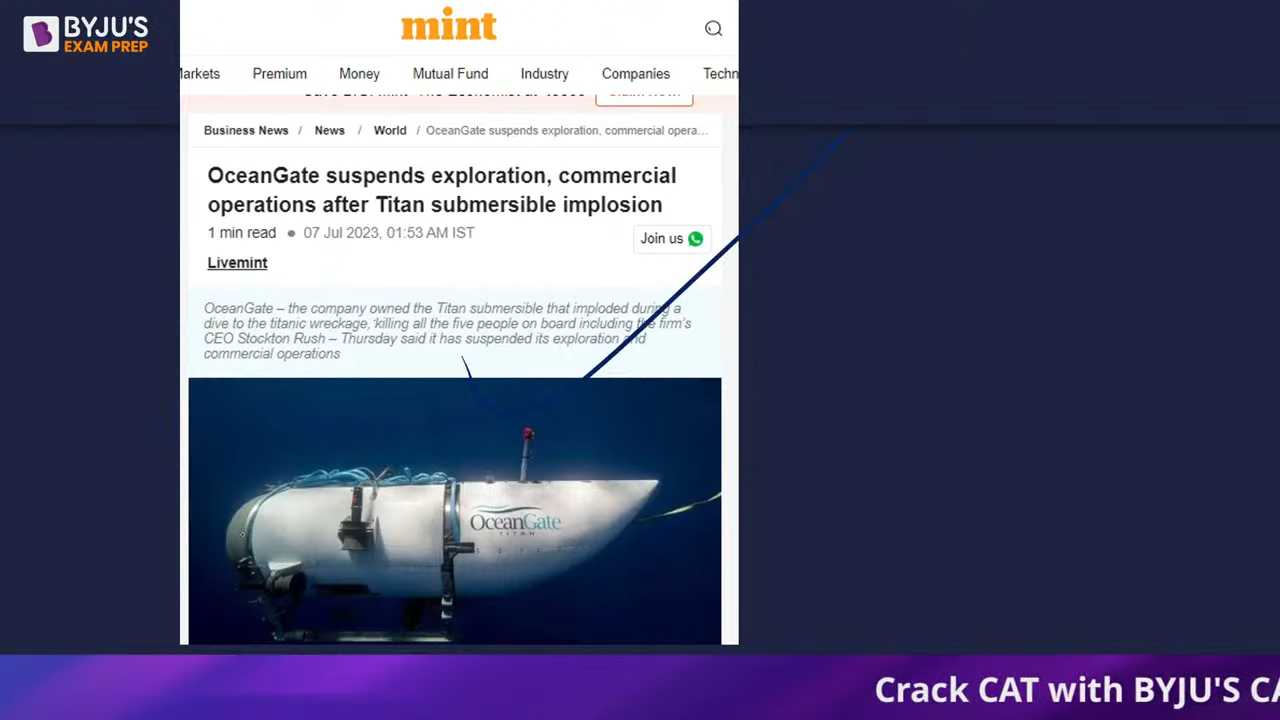 BYJU'S
EXAM PREP
mint
Markets Premium Money Mutual Fund Industry Companies Techn
Business News / News / World / OceanGate suspends exploration, commercial opera...
OceanGate suspends exploration, commercial
operations after Titan submersible implosion
1 min read ● 07 Jul 2023, 01:53 AM IST
Join us
Livemint
OceanGate – the company owned the Titan submersible that imploded during a
dive to the titanic wreckage, killing all the five people on board including the firm's
CEO Stockton Rush – Thursday said it has suspended its exploration and
commercial operations
OceanGate
TITAN
Crack CAT with BYJU'S CA